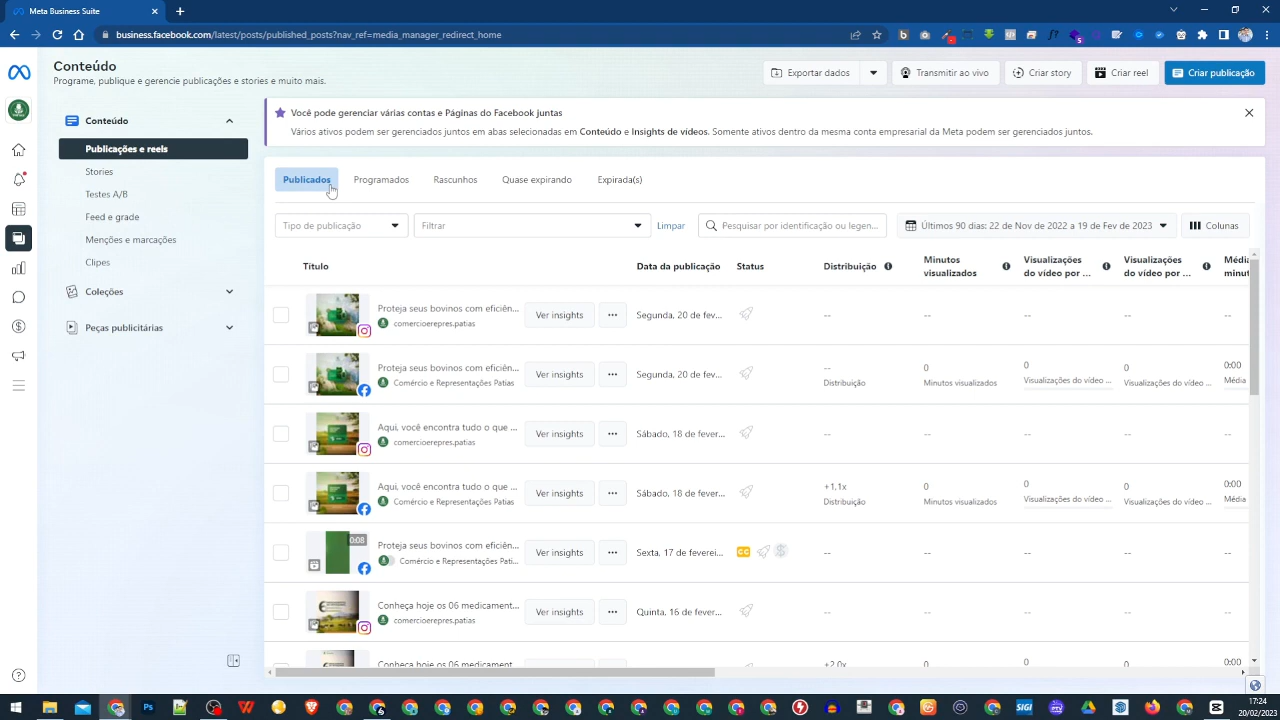 Meta Business Suite
business.facebook.com/latest/posts/published_posts?nav_ref=media_manager_redirect_home
Conteúdo
Programe, publique e gerencie publicações e stories e muito mais.
Exportar dados
Transmitir ao vivo
Criar story
Criar reel
Criar publicação
Conteúdo
Publicações e reels
Stories
Testes A/B
Feed e grade
Menções e marcações
Clipes
Coleções
Peças publicitárias
Você pode gerenciar várias contas e Páginas do Facebook juntas
Vários ativos podem ser gerenciados juntos em abas selecionadas em Conteúdo e Insights de vídeos. Somente ativos dentro da mesma conta empresarial da Meta podem ser gerenciados juntos.
Publicados Programados Rascunhos Quase expirando Expirada(s)
Tipo de publicação Filtrar Limpar Pesquisar por identificação ou legen... Últimos 90 dias: 22 de Nov de 2022 a 19 de Fev de 2023 Colunas
Título Data da publicação Status Distribuição Minutos visualizados Visualizações do vídeo por ... Visualizações do vídeo por ... Média minut
Proteja seus bovinos com eficiên... Ver insights ... Segunda, 20 de fev... -- -- -- -- --
comercioerepres.patias
Proteja seus bovinos com eficiên... Ver insights ... Segunda, 20 de fev... -- 0 0 0 0:00
Comércio e Representações Patias Distribuição Minutos visualizados Visualizações do vídeo ... Visualizações do vídeo ... Média
Aqui, você encontra tudo o que ... Ver insights ... Sábado, 18 de fever... -- -- -- -- --
comercioerepres.patias
Aqui, você encontra tudo o que ... Ver insights ... Sábado, 18 de fever... +1.1x 0 0 0 0:00
Comércio e Representações Patias Distribuição Minutos visualizados Visualizações do vídeo ... Visualizações do vídeo ... Média
0:08 Proteja seus bovinos com eficiên... Ver insights ... Sexta, 17 de feverei... CC -- -- -- -- --
Comércio e Representações Pati...
Conheça hoje os 06 medicament... Ver insights ... Quinta, 16 de fever... -- -- -- -- --
comercioerepres.patias
Conheça hoje os 06 medicament... +2.0x 0 0 0 0:00
17:24
20/02/2023